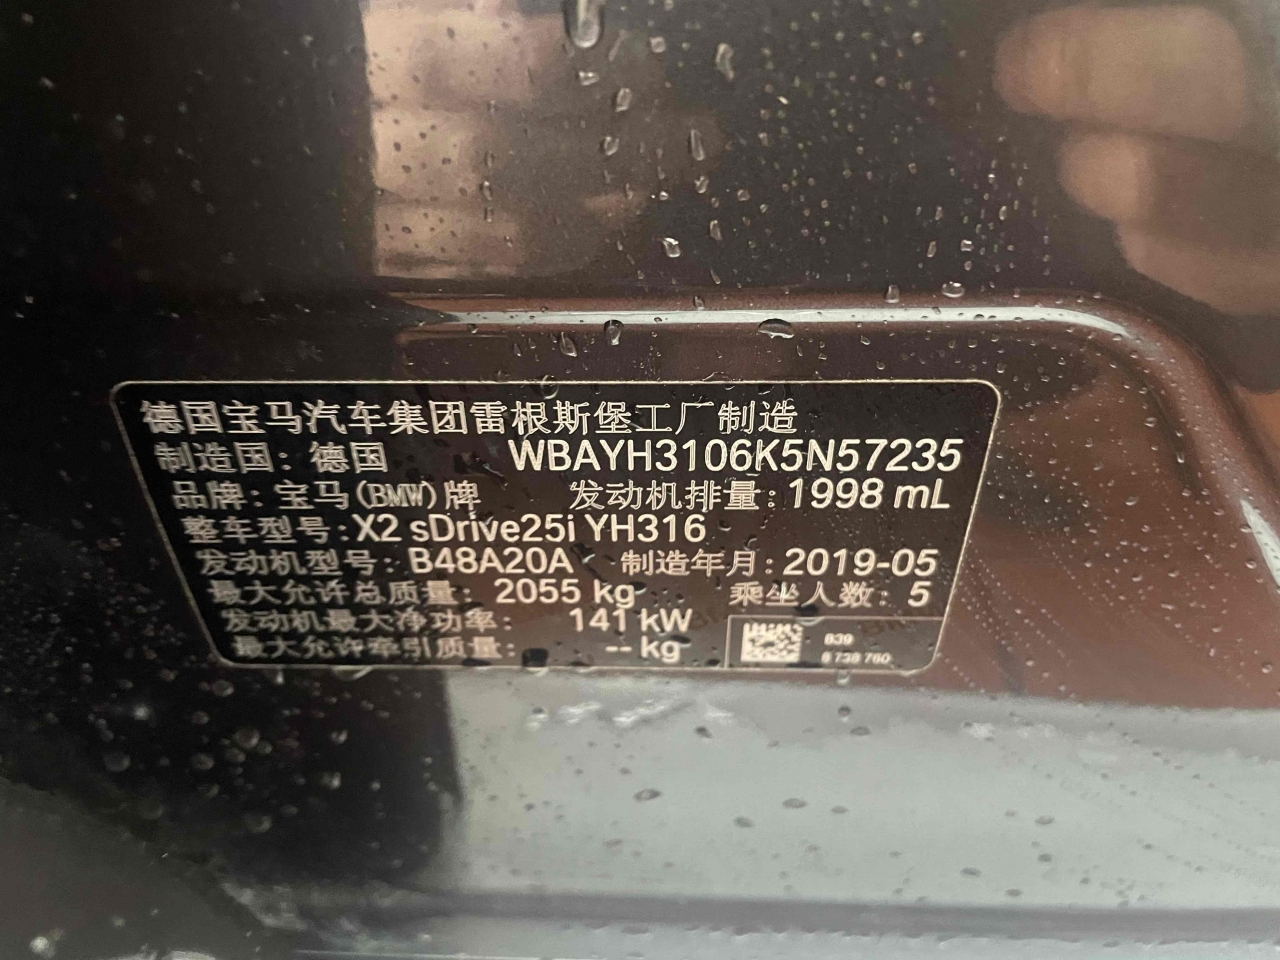 德国宝马汽车集团雷根斯堡工厂制造
制造国：德国 WBAYH3106K5N57235
品牌：宝马(BMW)牌 发动机排量：1998 mL
整车型号：X2 sDrive25i YH316
发动机型号：B48A20A 制造年月：2019-05
最大允许总质量：2055 kg 乘坐人数：5
发动机最大净功率：141 kW
最大允许牵引质量：-- kg
B39
8 738 760